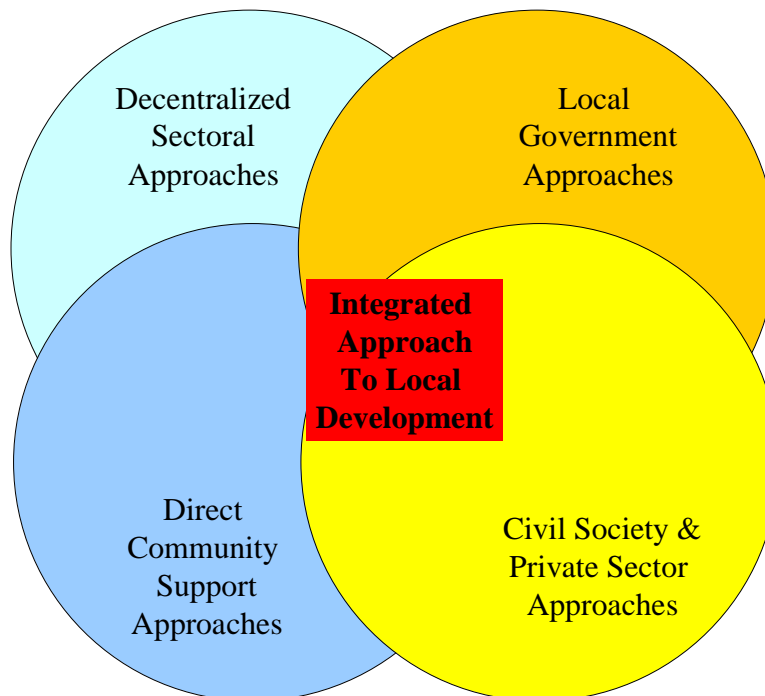 Decentralized
Sectoral
Approaches
Local
Government
Approaches
Integrated
Approach
To Local
Development
Direct
Community
Support
Approaches
Civil Society &
Private Sector
Approaches